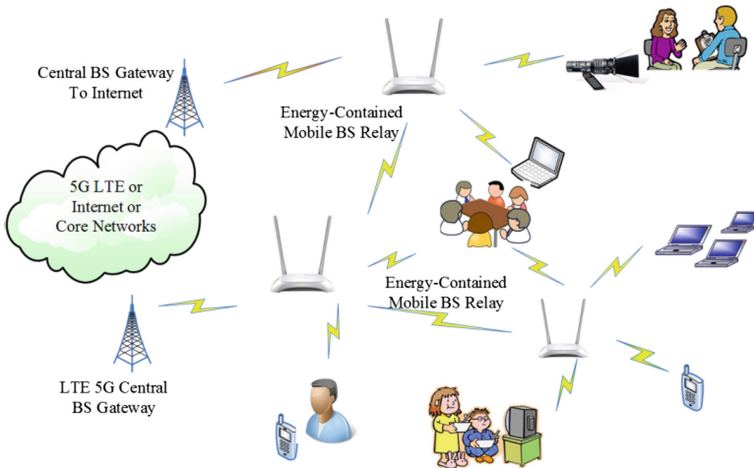 Central BS Gateway
To Internet
Energy-Contained
Mobile BS Relay
5G LTE or
Internet or
Core Networks
Energy-Contained
Mobile BS Relay
LTE 5G Central
BS Gateway